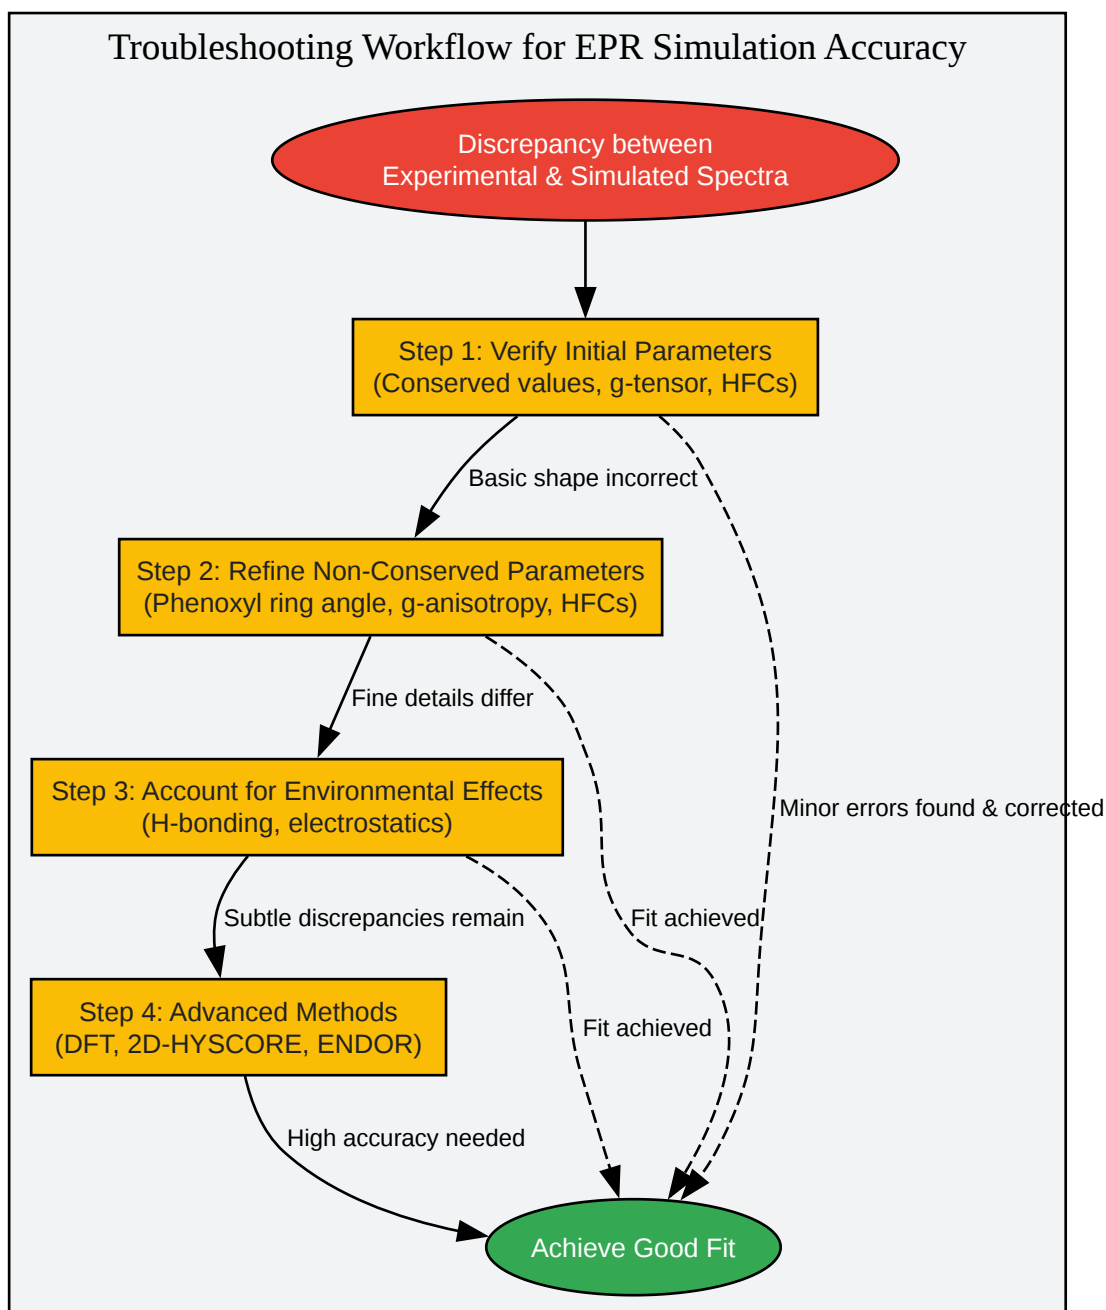 Troubleshooting Workflow for EPR Simulation Accuracy
Discrepancy between
Experimental & Simulated Spectra
Step 1: Verify Initial Parameters
(Conserved values, g-tensor, HFCs)
Basic shape incorrect
Step 2: Refine Non-Conserved Parameters
(Phenoxyl ring angle, g-anisotropy, HFCs)
Fine details differ
Step 3: Account for Environmental Effects
(H-bonding, electrostatics)
Minor errors found & corrected
Subtle discrepancies remain
Fit achieved
Step 4: Advanced Methods
(DFT, 2D-HYSCORE, ENDOR)
Fit achieved
High accuracy needed
Achieve Good Fit